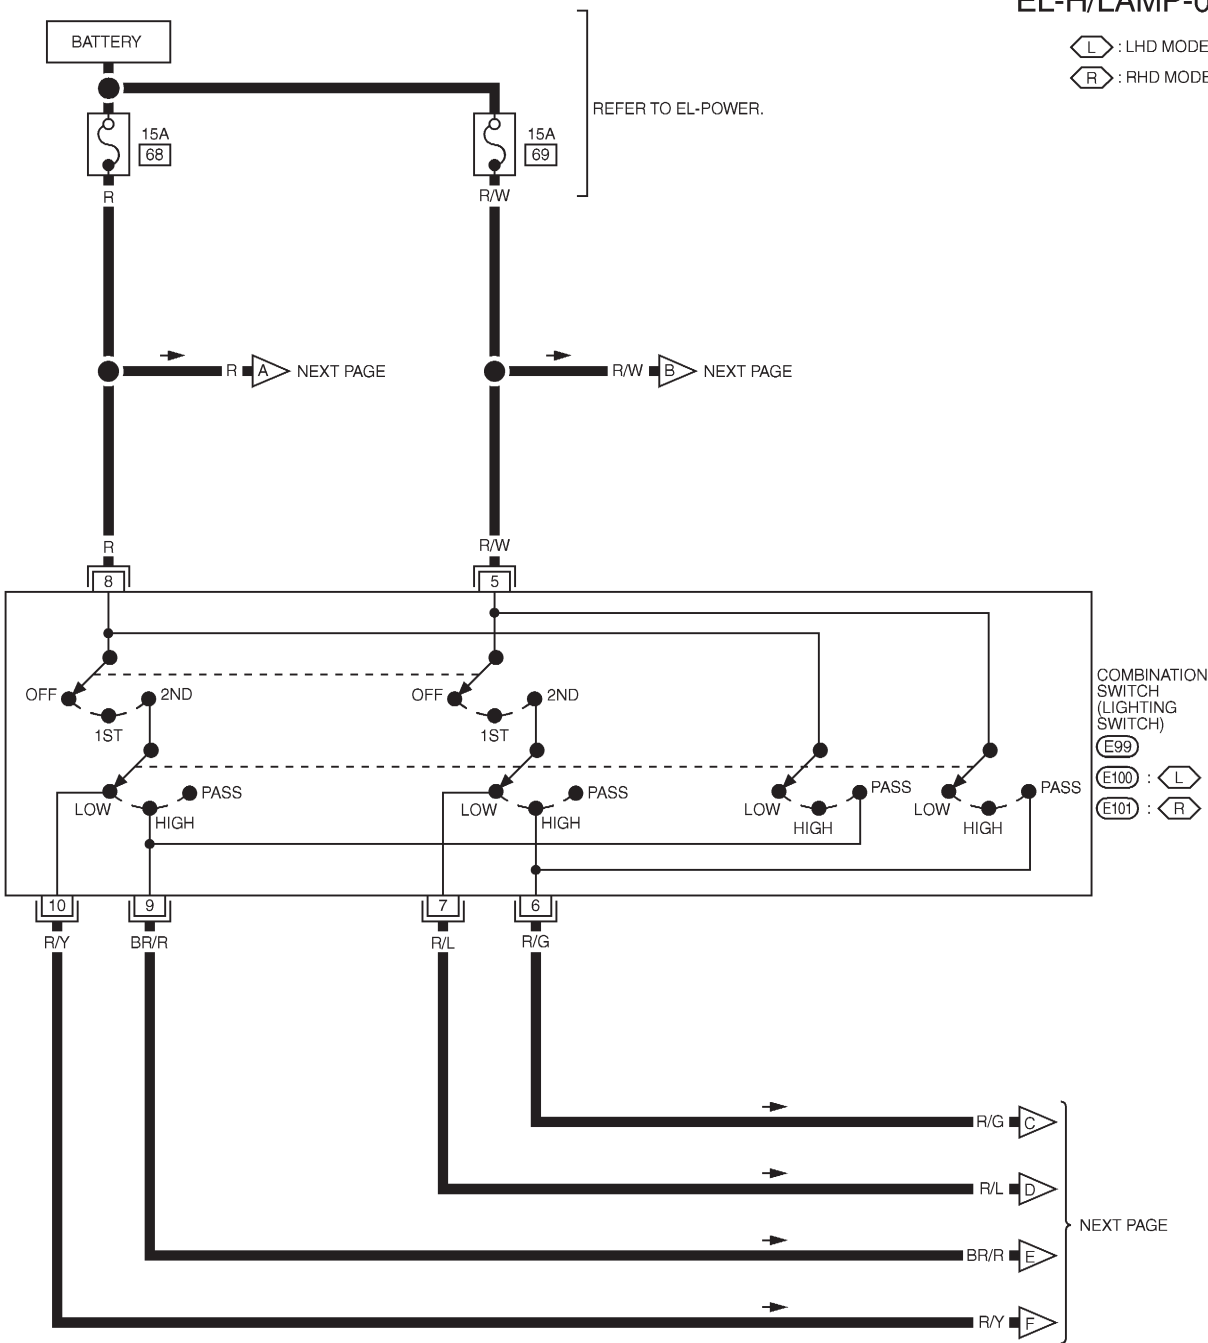 EL-H/LAMP-0
L : LHD MODE
R : RHD MODE
BATTERY
REFER TO EL-POWER.
15A
68
15A
69
R
R/W
R A NEXT PAGE
R/W B NEXT PAGE
R
R/W
8
5
OFF
2ND
1ST
OFF
2ND
1ST
LOW
HIGH
PASS
LOW
HIGH
PASS
LOW
HIGH
PASS
LOW
HIGH
PASS
COMBINATION
SWITCH
(LIGHTING
SWITCH)
E99
E100 : L
E101 : R
10
9
7
6
R/Y
BR/R
R/L
R/G
R/G C
R/L D
NEXT PAGE
BR/R E
R/Y F